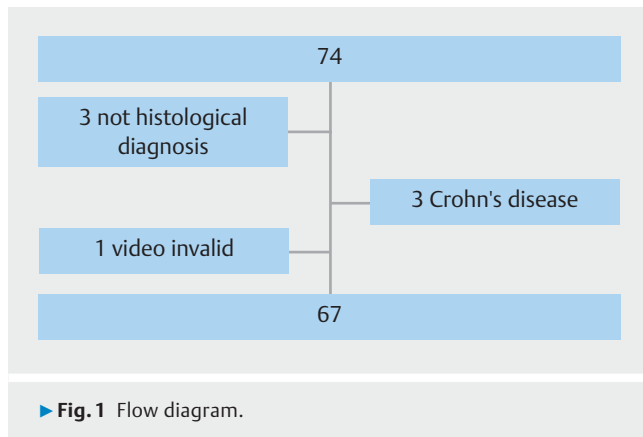 74
3 not histological
diagnosis
3 Crohn's disease
1 video invalid
67
▶ Fig. 1 Flow diagram.